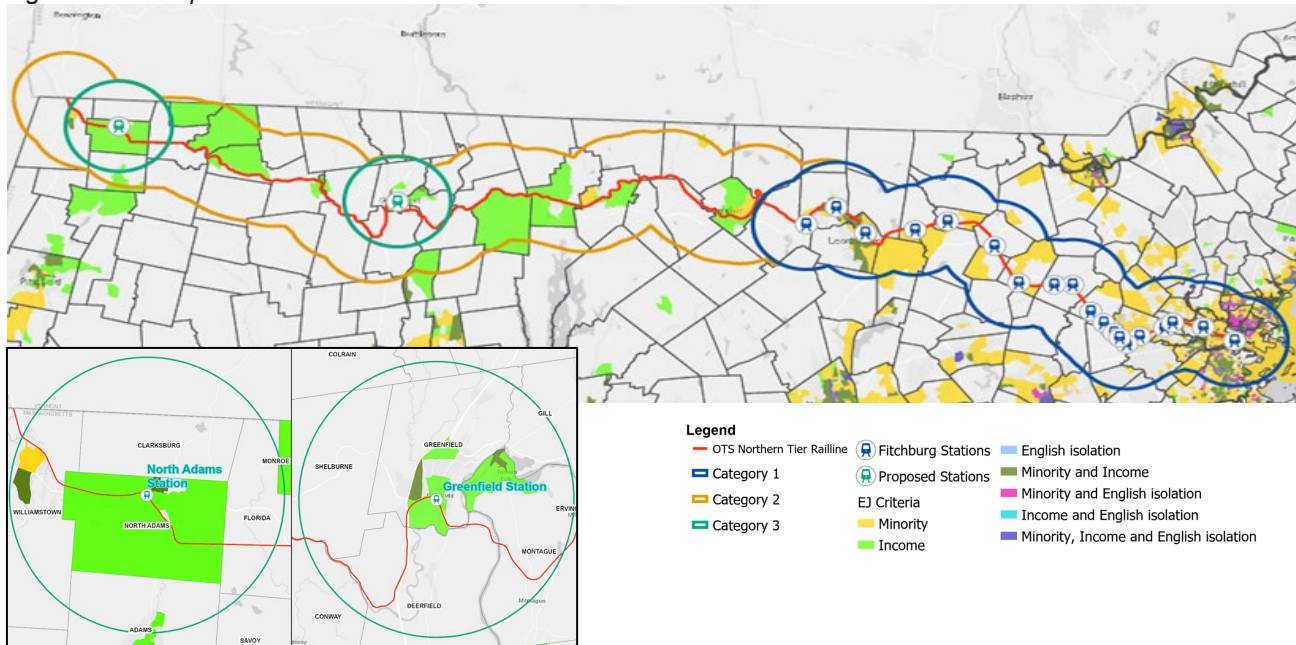 Bennington
Brattleboro
Nashua
Haverhill
VERMONT
Pittsfield
COLRAIN
VERMONT
MASSACHUSETTS
CLARKSBURG
GREENFIELD
GILL
North Adams
Station
MONROE
SHELBURNE
Greenfield Station
WILLIAMSTOWN
NORTH ADAMS
FLORIDA
MONTAGUE
DEERFIELD
CONWAY
ADAMS
SAVOY
Legend
OTS Northern Tier Railline
Category 1
Category 2
Category 3
Fitchburg Stations
Proposed Stations
EJ Criteria
Minority
Income
English isolation
Minority and Income
Minority and English isolation
Income and English isolation
Minority, Income and English isolation